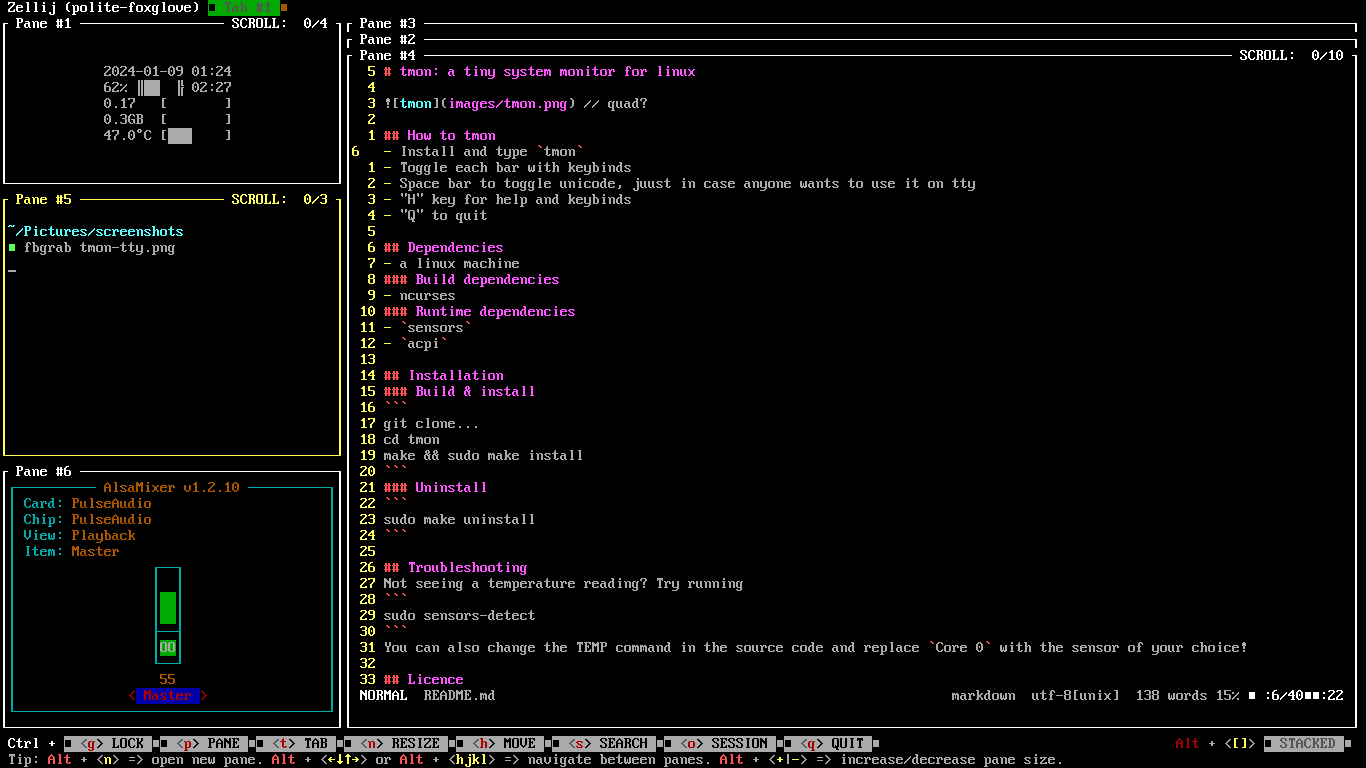 Zellij (polite-foxglove) Tab #1
Pane #1 SCROLL: 0/4
2024-01-09 01:24
62% 02:27
0.17 [ ]
0.3GB [ ]
47.0°C [ ]
Pane #5 SCROLL: 0/3
~/Pictures/screenshots
fbgrab tmon-tty.png
_
Pane #6
AlsaMixer v1.2.10
Card: PulseAudio
Chip: PulseAudio
View: Playback
Item: Master
OO
55
< Master >
Pane #3
Pane #2
Pane #4 SCROLL: 0/10
5 # tmon: a tiny system monitor for linux
4
3 ![tmon](images/tmon.png) // quad?
2
1 ## How to tmon
6 - Install and type `tmon`
1 - Toggle each bar with keybinds
2 - Space bar to toggle unicode, juust in case anyone wants to use it on tty
3 - "H" key for help and keybinds
4 - "Q" to quit
5
6 ## Dependencies
7 - a linux machine
8 ### Build dependencies
9 - ncurses
10 ### Runtime dependencies
11 - `sensors`
12 - `acpi`
13
14 ## Installation
15 ### Build & install
16 ```
17 git clone...
18 cd tmon
19 make && sudo make install
20 ```
21 ### Uninstall
22 ```
23 sudo make uninstall
24 ```
25
26 ## Troubleshooting
27 Not seeing a temperature reading? Try running
28 ```
29 sudo sensors-detect
30 ```
31 You can also change the TEMP command in the source code and replace `Core 0` with the sensor of your choice!
32
33 ## Licence
NORMAL README.md markdown utf-8[unix] 138 words 15% :6/40 :22
Ctrl + <g> LOCK <p> PANE <t> TAB <n> RESIZE <h> MOVE <s> SEARCH <o> SESSION <q> QUIT Alt + <[]> STACKED
Tip: Alt + <n> => open new pane. Alt + <←↓↑→> or Alt + <hjkl> => navigate between panes. Alt + <+|-> => increase/decrease pane size.